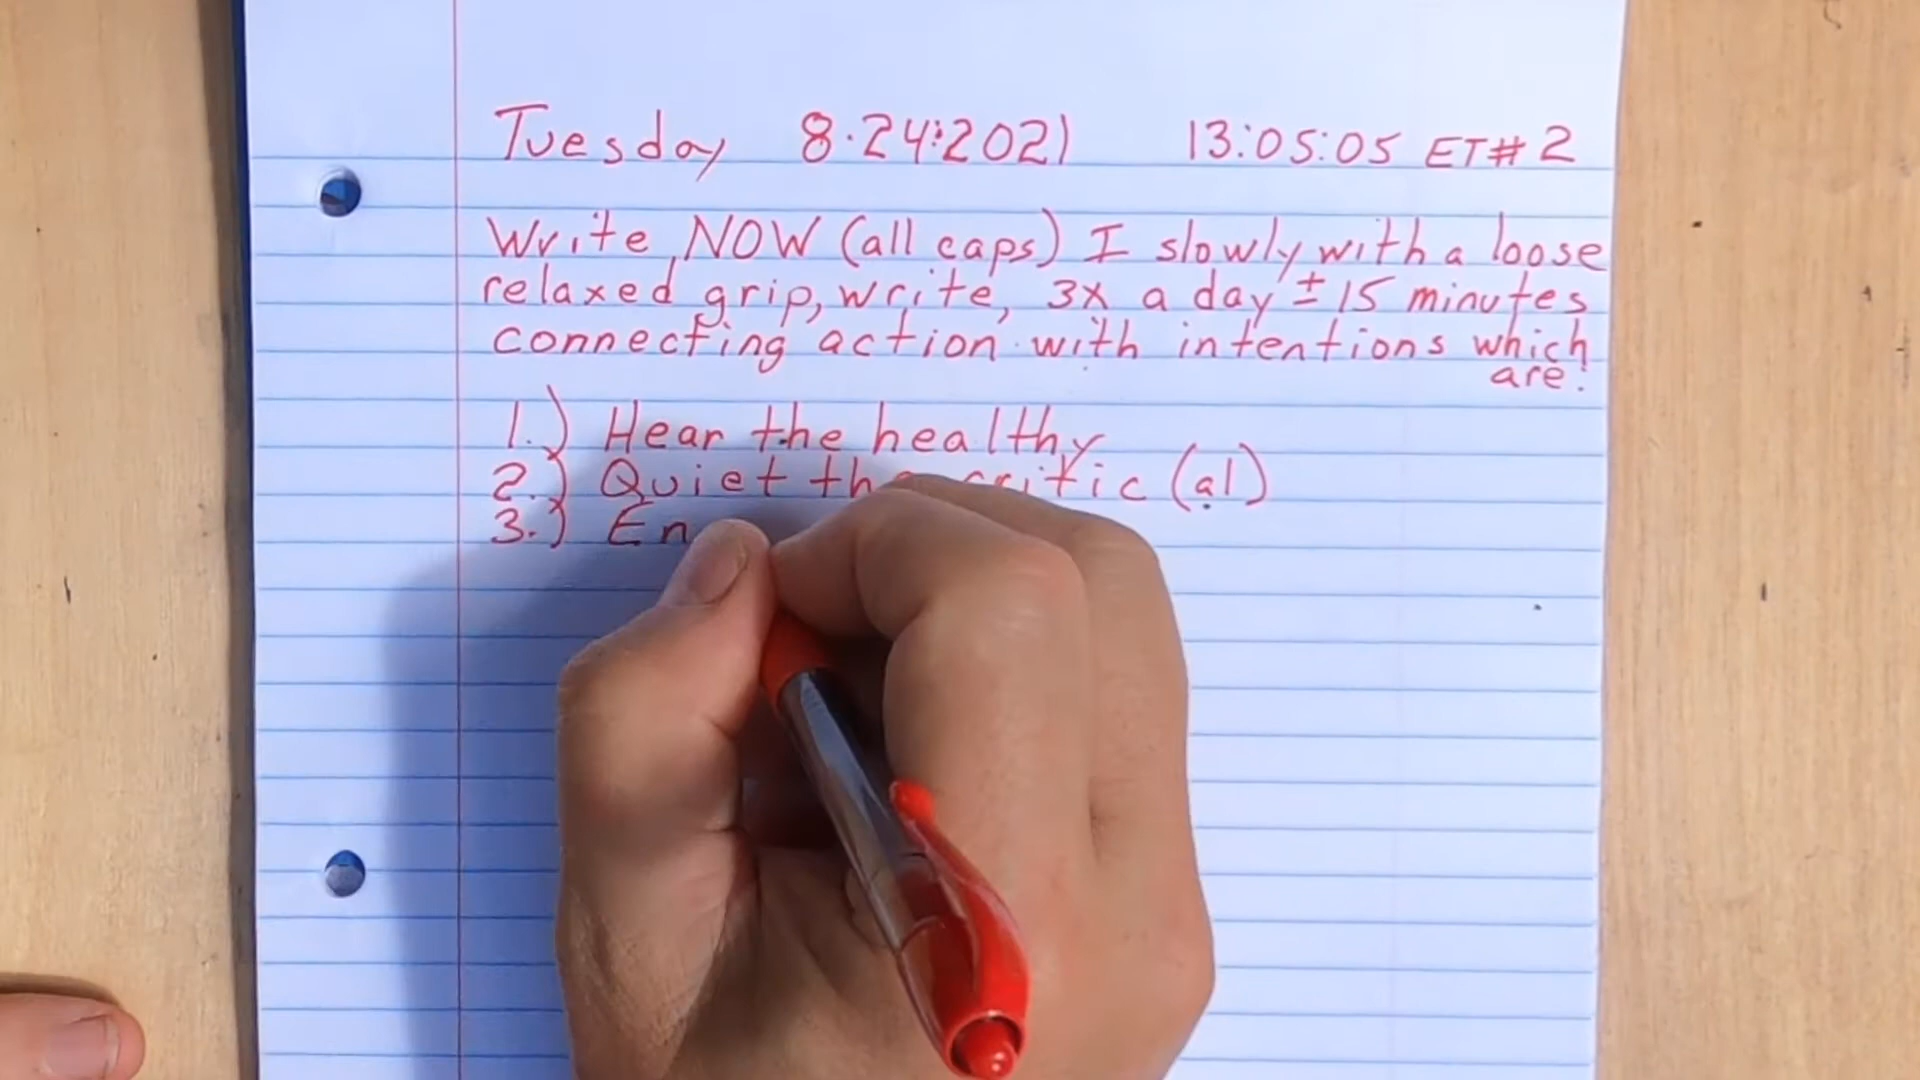 Tuesday 8.24:2021 13:05:05 ET#2
Write NOW (all caps) I slowly with a loose
relaxed grip, write, 3x a day ± 15 minutes
connecting action with intentions which
are:
1.) Hear the healthy
2.) Quiet the critic (al)
3.) En